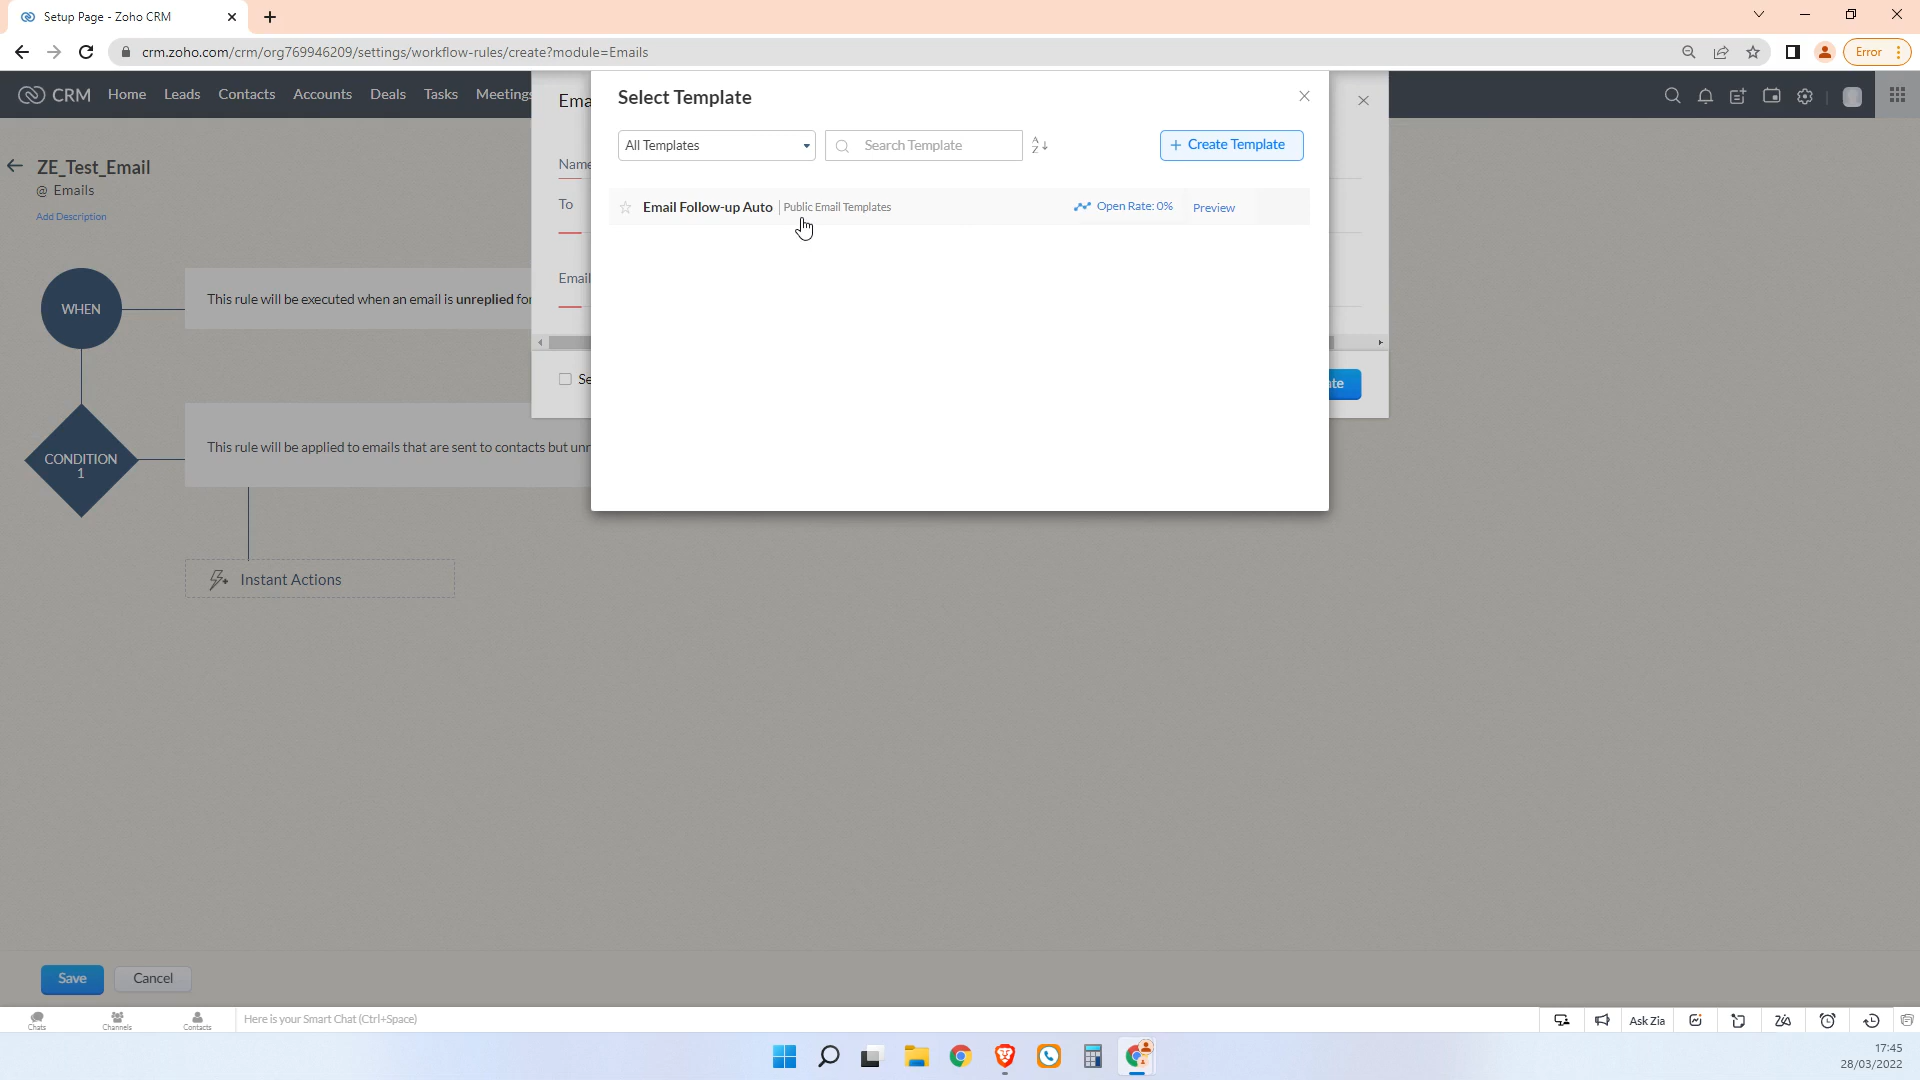 Setup Page - Zoho CRM
crm.zoho.com/crm/org769946209/settings/workflow-rules/create?module=Emails
Error
CRM
Home
Leads
Contacts
Accounts
Deals
Tasks
Meetings
Ema
Select Template
All Templates
Search Template
A
Z
+ Create Template
ZE_Test_Email
@ Emails
Add Description
Name
To
Email Follow-up Auto
Public Email Templates
Open Rate: 0%
Preview
Email
WHEN
This rule will be executed when an email is unreplied for
Se
ate
CONDITION
1
This rule will be applied to emails that are sent to contacts but unr
Instant Actions
Save
Cancel
Chats
Channels
Contacts
Here is your Smart Chat (Ctrl+Space)
Ask Zia
17:45
28/03/2022